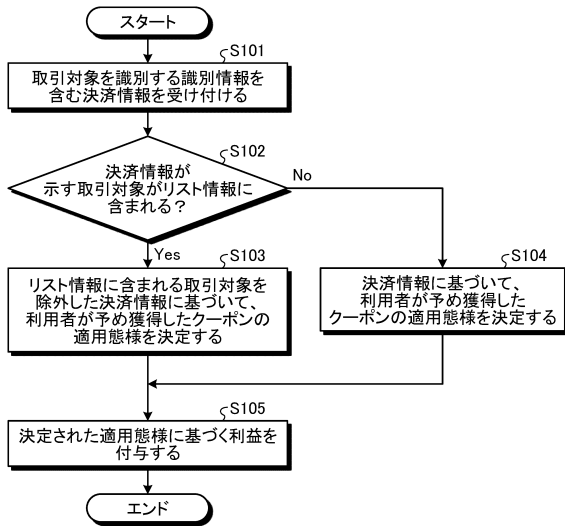 スタート
S101
取引対象を識別する識別情報を
含む決済情報を受け付ける
S102
決済情報が
示す取引対象がリスト情報に
含まれる?
No
Yes
S103
リスト情報に含まれる取引対象を
除外した決済情報に基づいて、
利用者が予め獲得したクーポンの
適用態様を決定する
S104
決済情報に基づいて、
利用者が予め獲得した
クーポンの適用態様を決定する
S105
決定された適用態様に基づく利益を
付与する
エンド